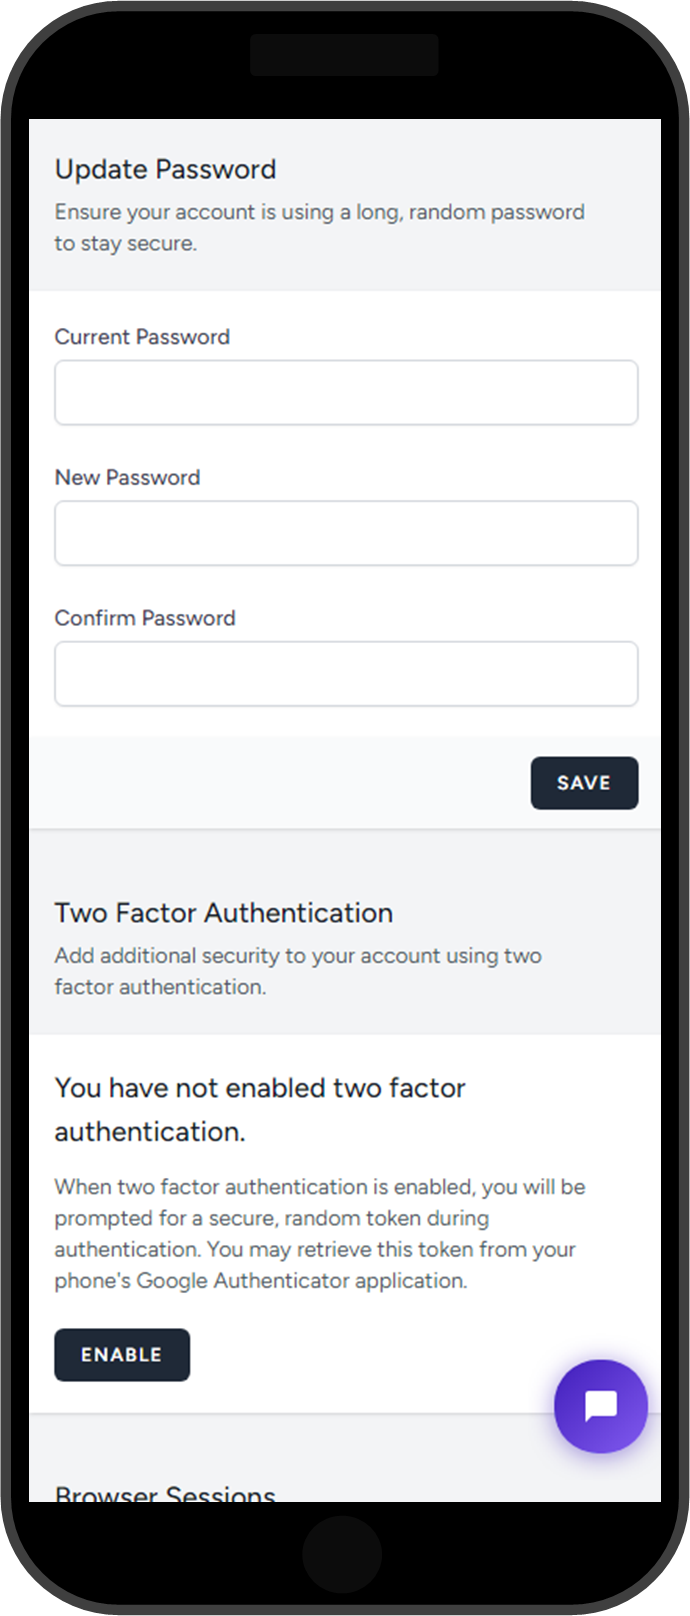 Update Password
Ensure your account is using a long, random password
to stay secure.
Current Password
New Password
Confirm Password
SAVE
Two Factor Authentication
Add additional security to your account using two
factor authentication.
You have not enabled two factor
authentication.
When two factor authentication is enabled, you will be
prompted for a secure, random token during
authentication. You may retrieve this token from your
phone's Google Authenticator application.
ENABLE
Browser Sessions